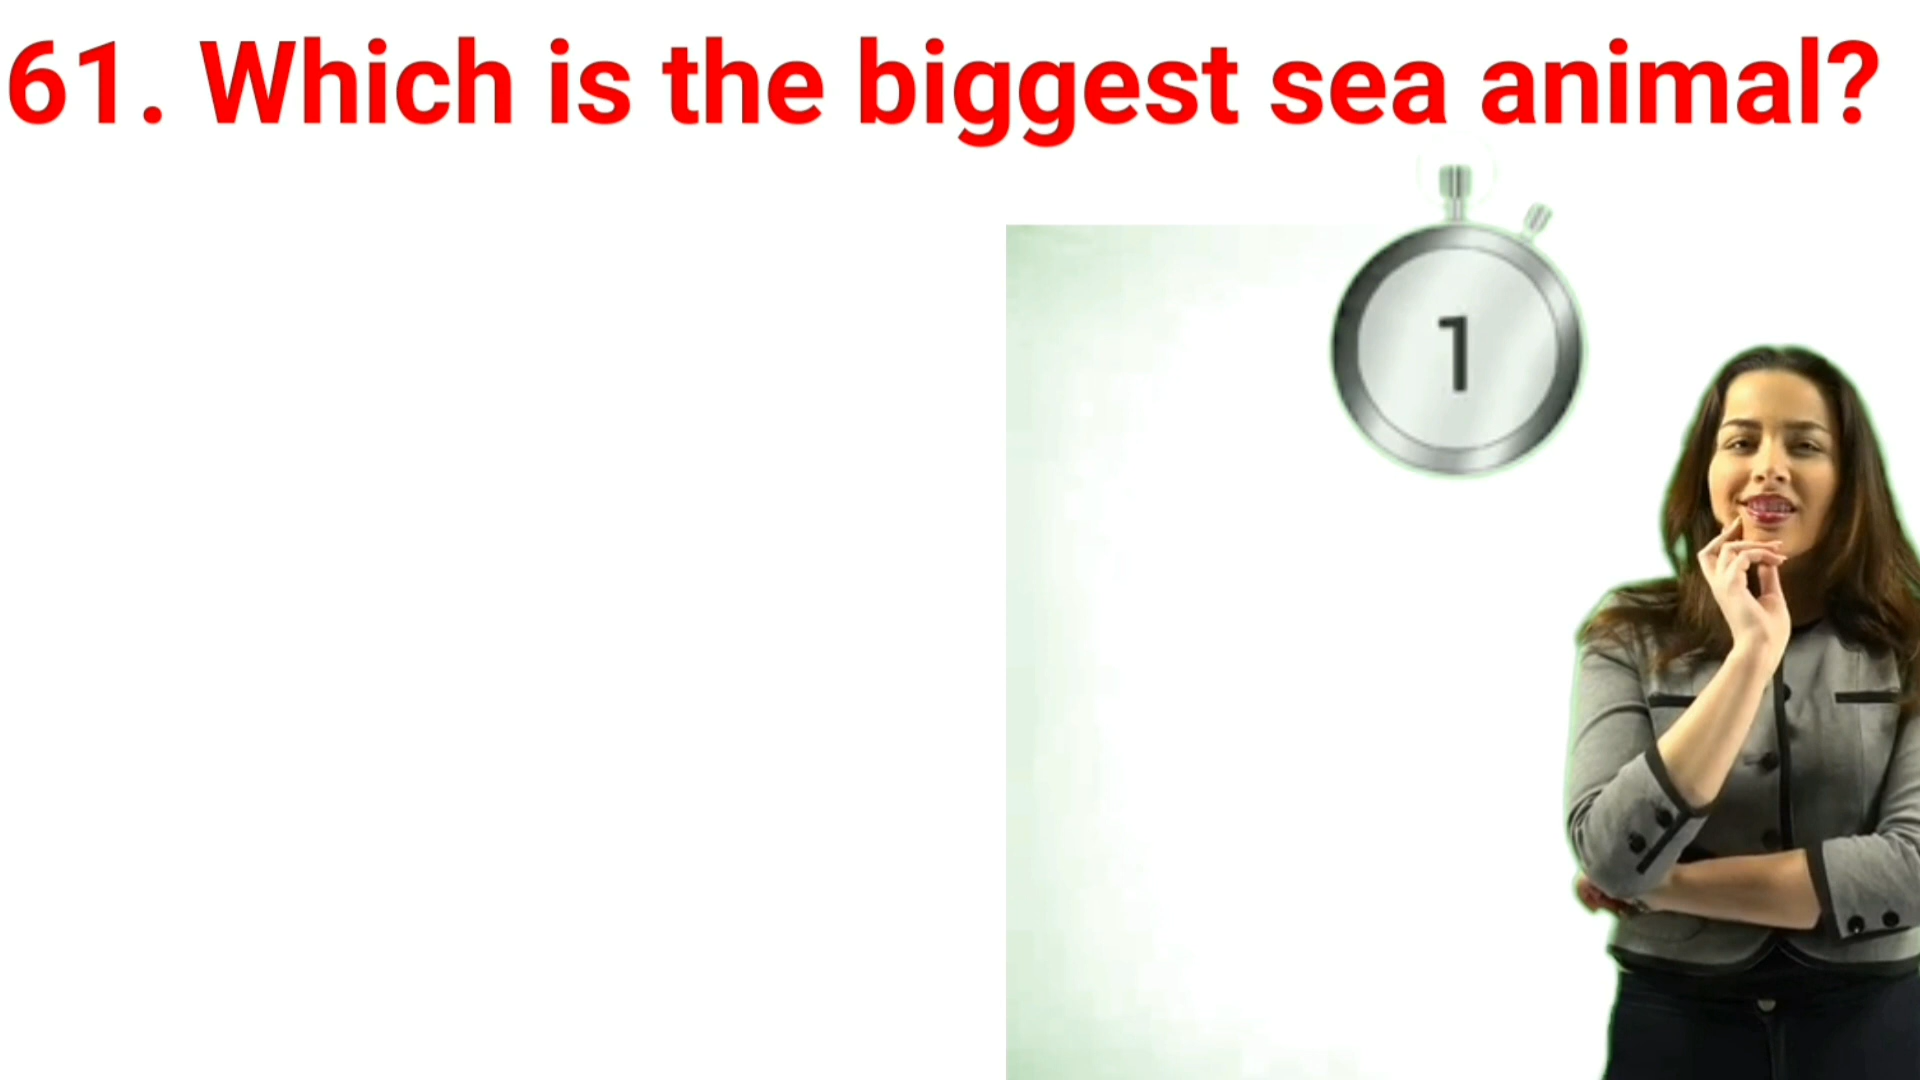 61. Which is the biggest sea animal?
1